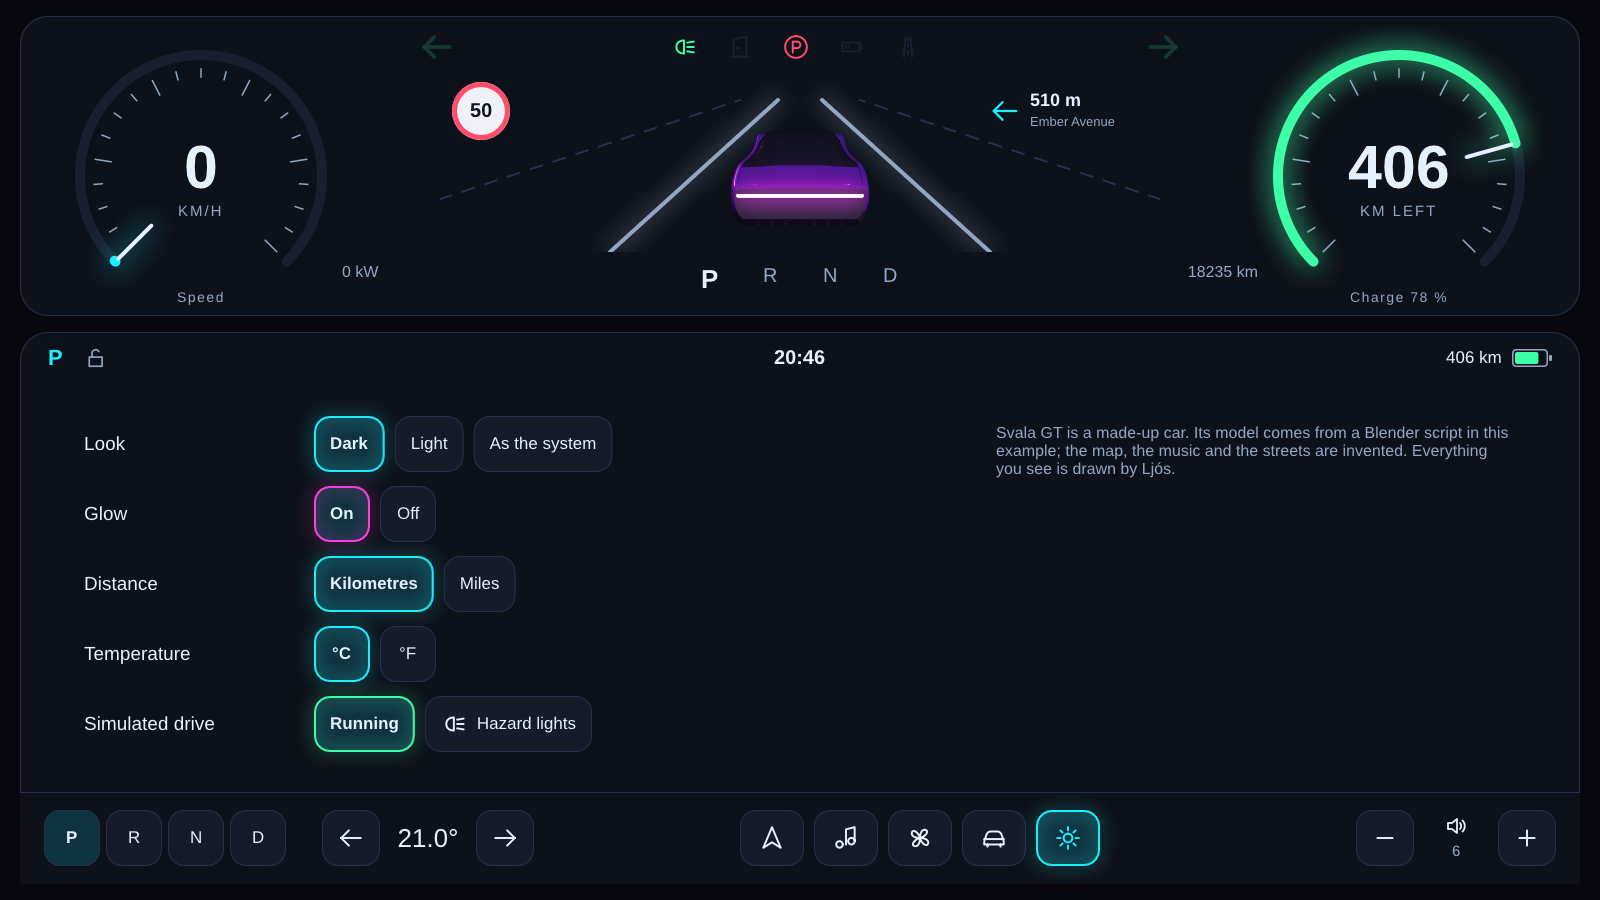 50
510 m
Ember Avenue
0
KM/H
406
KM LEFT
0 kW
P R N D
18235 km
Speed
Charge 78 %
P
20:46
406 km
Look
Dark
Light
As the system
Svala GT is a made-up car. Its model comes from a Blender script in this
example; the map, the music and the streets are invented. Everything
you see is drawn by Ljós.
Glow
On
Off
Distance
Kilometres
Miles
Temperature
°C
°F
Simulated drive
Running
Hazard lights
P
R
N
D
21.0°
6